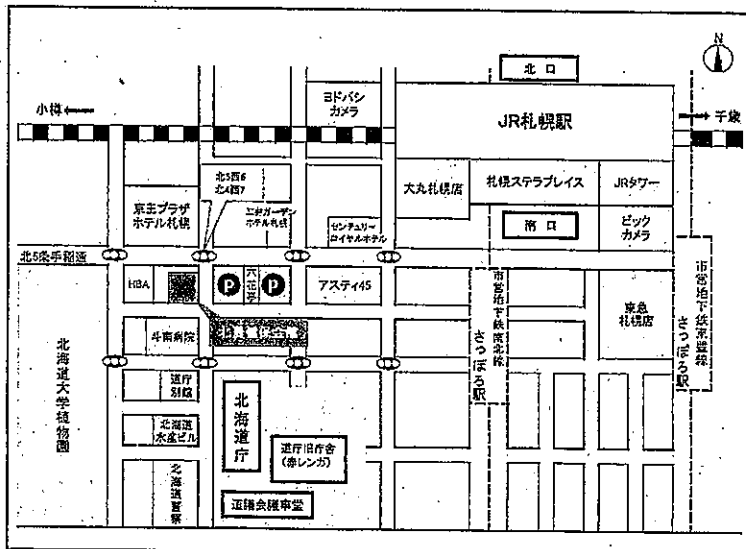 N
北口
小樽
ヨドバシ
カメラ
JR札幌駅
千歳
北5西6
北4西7
大丸札幌店
札幌ステラプレイス
JRタワー
京王プラザ
ホテル札幌
三井ガーデン
ホテル札幌
センチュリー
ロイヤルホテル
南口
ビック
カメラ
北5条手稲通
HBA
P
六花亭
P
アスティ45
市営地下鉄南北線
さっぽろ駅
東急
札幌店
市営地下鉄東豊線
さっぽろ駅
斗南病院
北海道大学植物園
道庁
別館
北海道庁
北海道
水産ビル
道庁旧庁舎
(赤レンガ)
北海道警察
道議会議事堂